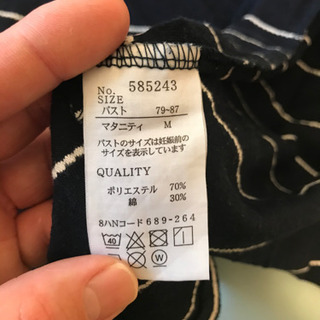 No. 585243
SIZE
バスト 79~87
マタニティ M
バストのサイズは妊娠前の
サイズを表示しています
QUALITY
ポリエステル 70%
綿 30%
8ハNコード 689-264
40
W